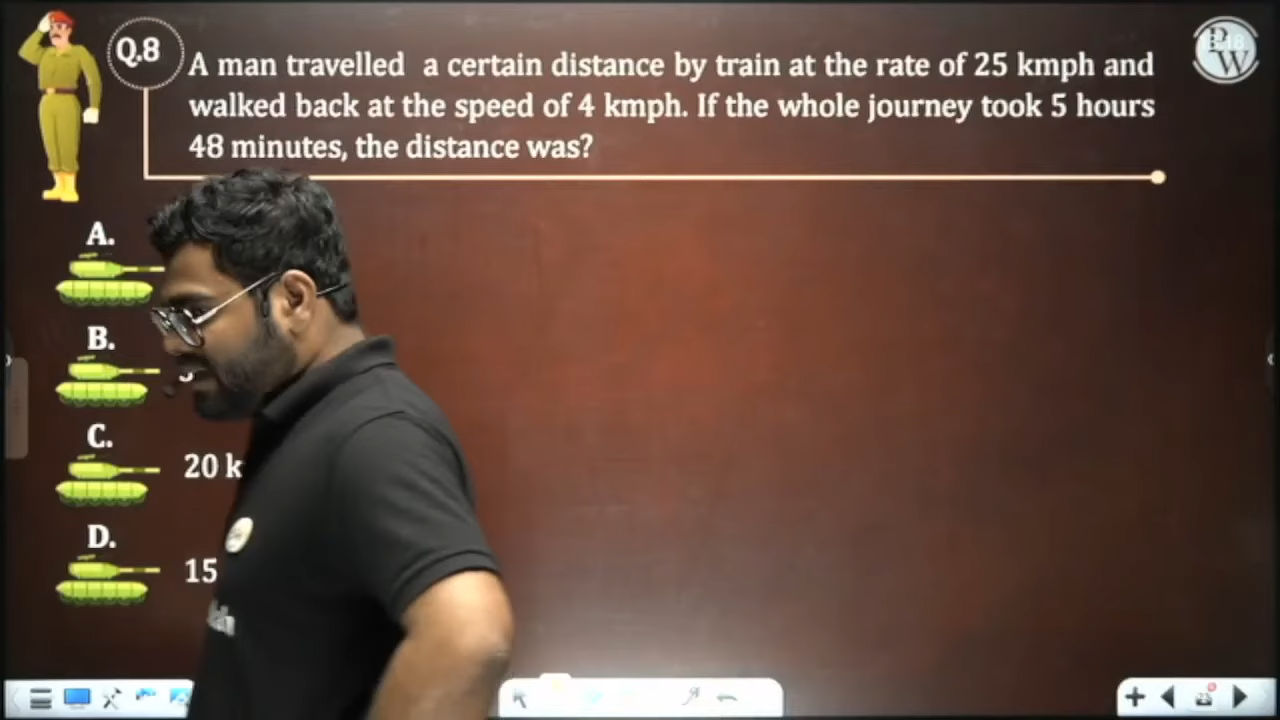 Q.8
A man travelled a certain distance by train at the rate of 25 kmph and
walked back at the speed of 4 kmph. If the whole journey took 5 hours
48 minutes, the distance was?
PW
A.
B.
C.
20 k
D.
15